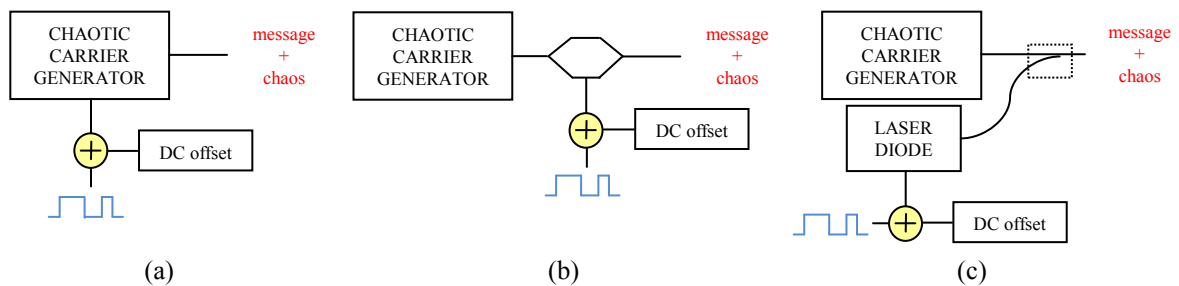 CHAOTIC
CARRIER
GENERATOR
message
+
chaos
+
DC offset
(a)
CHAOTIC
CARRIER
GENERATOR
message
+
chaos
+
DC offset
(b)
CHAOTIC
CARRIER
GENERATOR
message
+
chaos
LASER
DIODE
+
DC offset
(c)